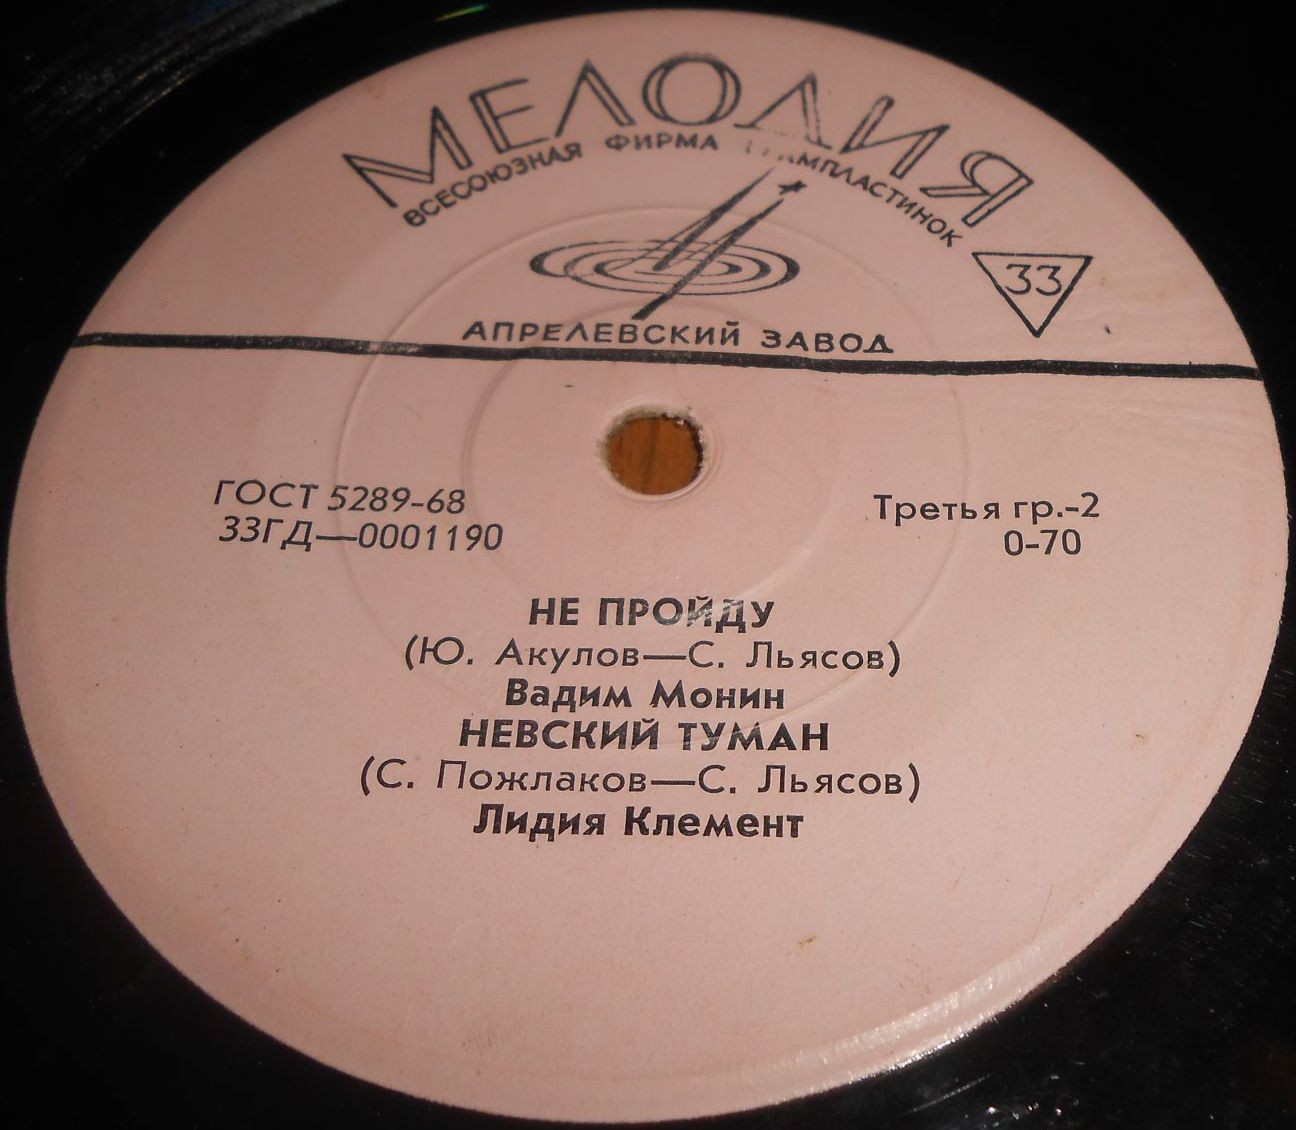 МЕЛОДИЯ
ВСЕСОЮЗНАЯ ФИРМА ГРАМПЛАСТИНОК
33
АПРЕЛЕВСКИЙ ЗАВОД
ГОСТ 5289-68
33ГД—0001190
Третья гр.-2
0-70
НЕ ПРОЙДУ
(Ю. Акулов—С. Льясов)
Вадим Монин
НЕВСКИЙ ТУМАН
(С. Пожлаков—С. Льясов)
Лидия Клемент